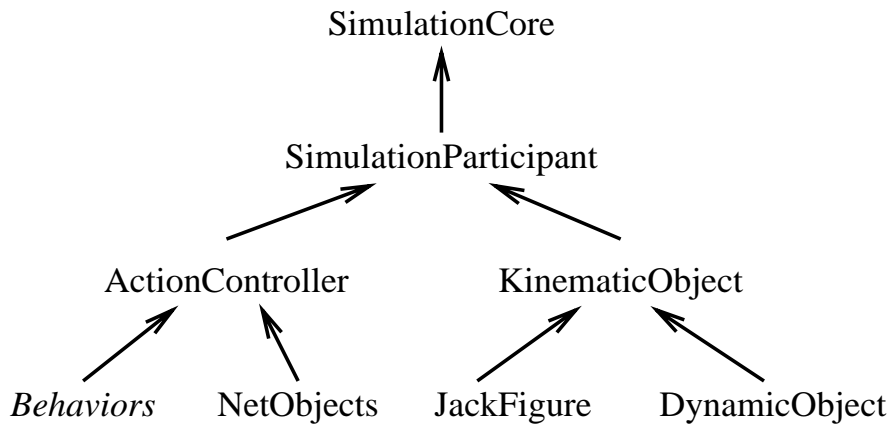 SimulationCore
SimulationParticipant
ActionController KinematicObject
Behaviors NetObjects JackFigure DynamicObject